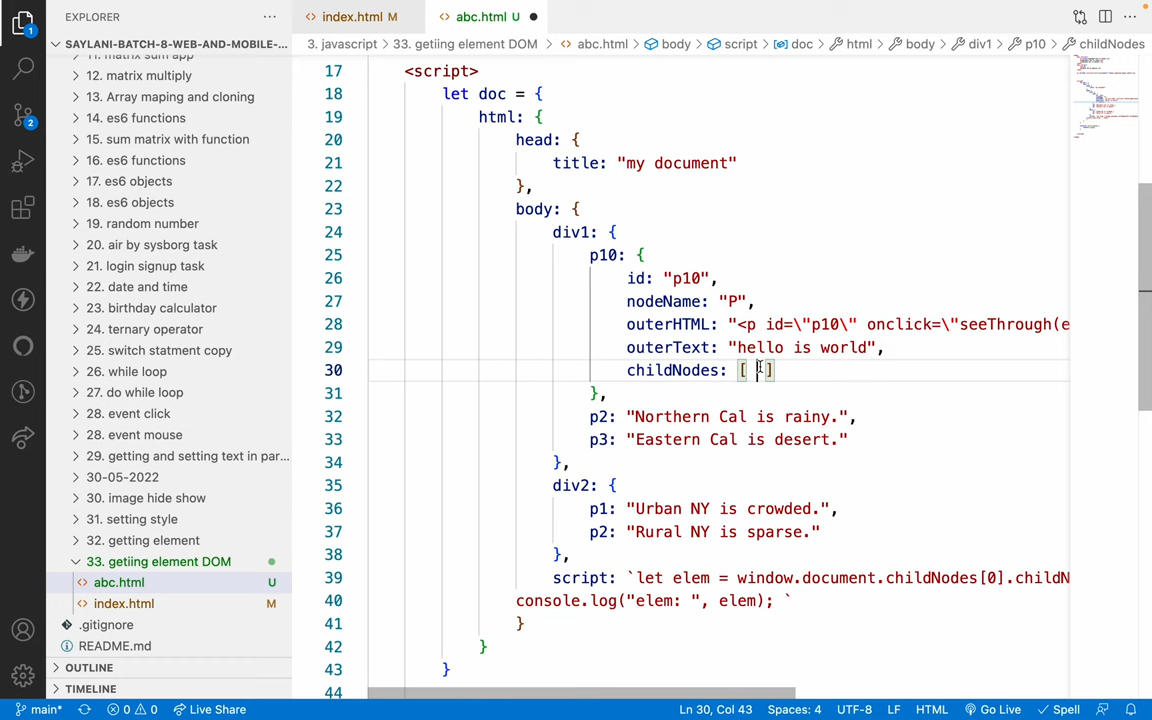 EXPLORER
SAYLANI-BATCH-8-WEB-AND-MOBILE-...
11. matrix sum app
12. matrix multiply
13. Array maping and cloning
14. es6 functions
15. sum matrix with function
16. es6 functions
17. es6 objects
18. es6 objects
19. random number
20. air by sysborg task
21. login signup task
22. date and time
23. birthday calculator
24. ternary operator
25. switch statment copy
26. while loop
27. do while loop
28. event click
28. event mouse
29. getting and setting text in par...
30-05-2022
30. image hide show
31. setting style
32. getting element
33. getiing element DOM
abc.html U
index.html M
.gitignore
README.md
OUTLINE
TIMELINE
1
2
index.html M
abc.html U
3. javascript > 33. getiing element DOM > abc.html > body > script > doc > html > body > div1 > p10 > childNodes
17 <script>
18 let doc = {
19 html: {
20 head: {
21 title: "my document"
22 },
23 body: {
24 div1: {
25 p10: {
26 id: "p10",
27 nodeName: "P",
28 outerHTML: "<p id=\"p10\" onclick=\"seeThrough(e
29 outerText: "hello is world",
30 childNodes: [ ]
31 },
32 p2: "Northern Cal is rainy.",
33 p3: "Eastern Cal is desert."
34 },
35 div2: {
36 p1: "Urban NY is crowded.",
37 p2: "Rural NY is sparse."
38 },
39 script: `let elem = window.document.childNodes[0].childN
40 console.log("elem: ", elem); `
41 }
42 }
43 }
44
main* 0 0 Live Share Ln 30, Col 43 Spaces: 4 UTF-8 LF HTML Go Live Spell